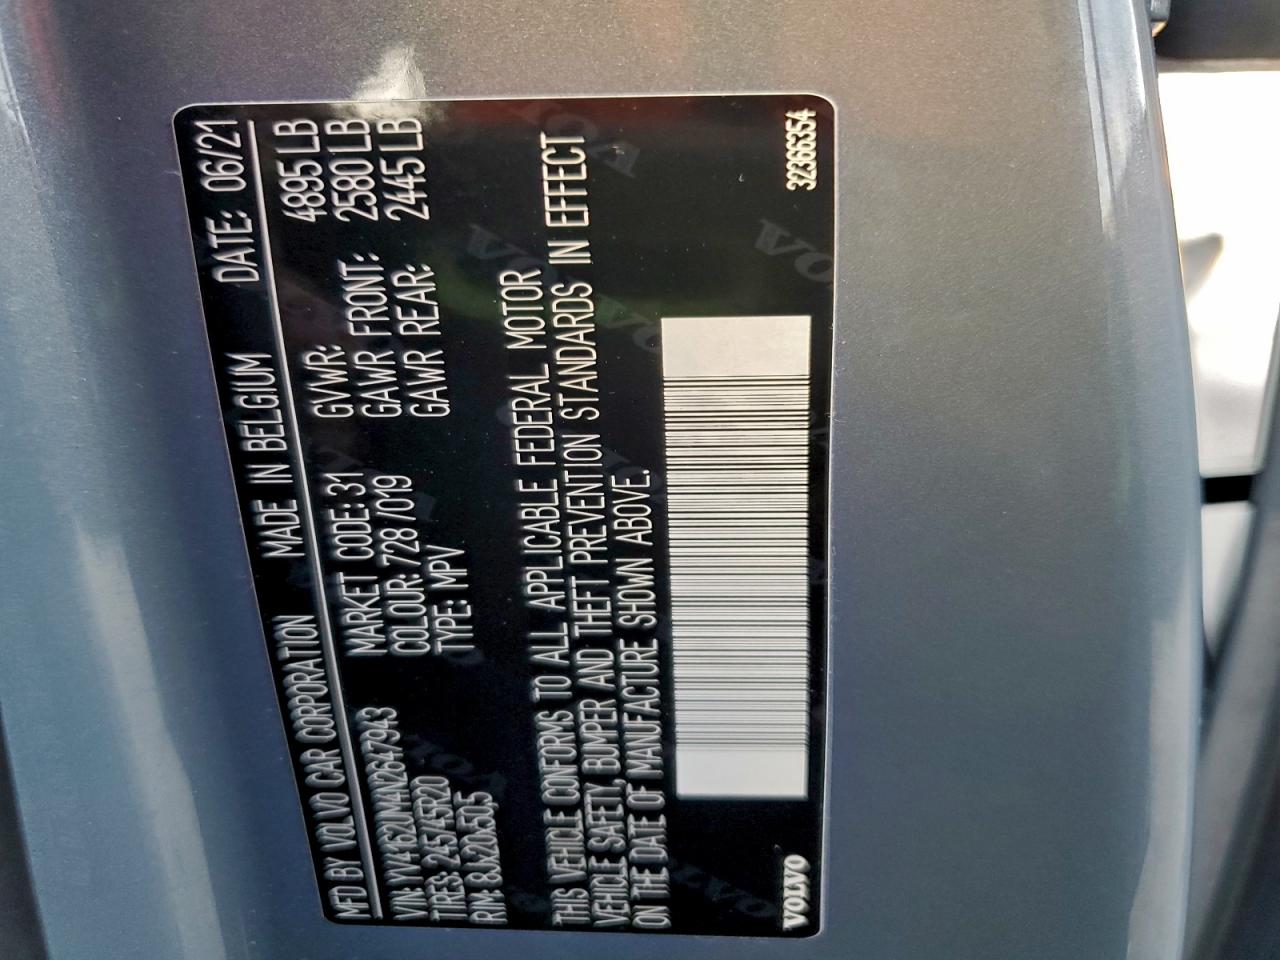 MFD BY VOLVO CAR CORPORATION MADE IN BELGIUM DATE: 06/21
VIN: YV4162UM4N2647943 MARKET CODE: 31 GVWR: 4895 LB
TIRES: 245/45R20 COLOUR: 728 /019 GAWR FRONT: 2580 LB
RIM: 8Jx20x50,5 TYPE: MPV GAWR REAR: 2445 LB
THIS VEHICLE CONFORMS TO ALL APPLICABLE FEDERAL MOTOR
VEHICLE SAFETY, BUMPER AND THEFT PREVENTION STANDARDS IN EFFECT
ON THE DATE OF MANUFACTURE SHOWN ABOVE.
VOLVO 32366354